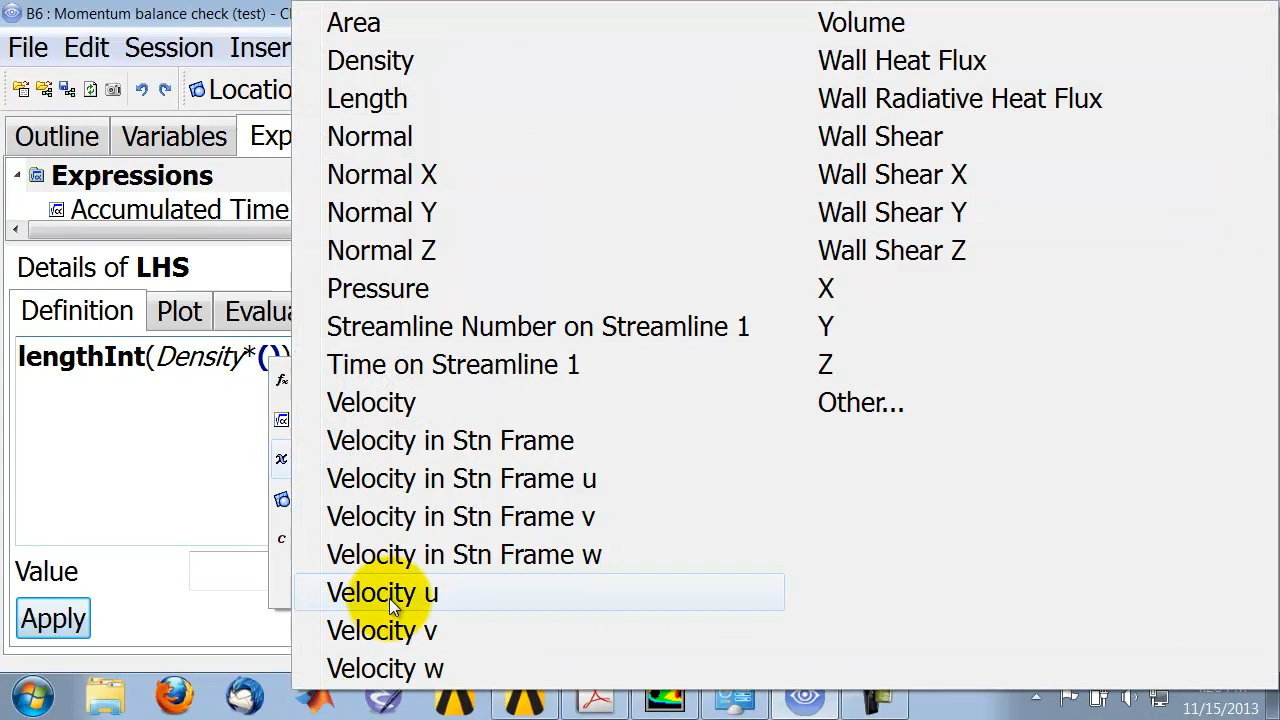 B6 : Momentum balance check (test) - C
File Edit Session Inser
Locatio
Outline Variables Exp
Expressions
Accumulated Time
Details of LHS
Definition Plot Evalua
lengthInt(Density*())
Value
Apply
Area
Density
Length
Normal
Normal X
Normal Y
Normal Z
Pressure
Streamline Number on Streamline 1
Time on Streamline 1
Velocity
Velocity in Stn Frame
Velocity in Stn Frame u
Velocity in Stn Frame v
Velocity in Stn Frame w
Velocity u
Velocity v
Velocity w
Volume
Wall Heat Flux
Wall Radiative Heat Flux
Wall Shear
Wall Shear X
Wall Shear Y
Wall Shear Z
X
Y
Z
Other...
11/15/2013